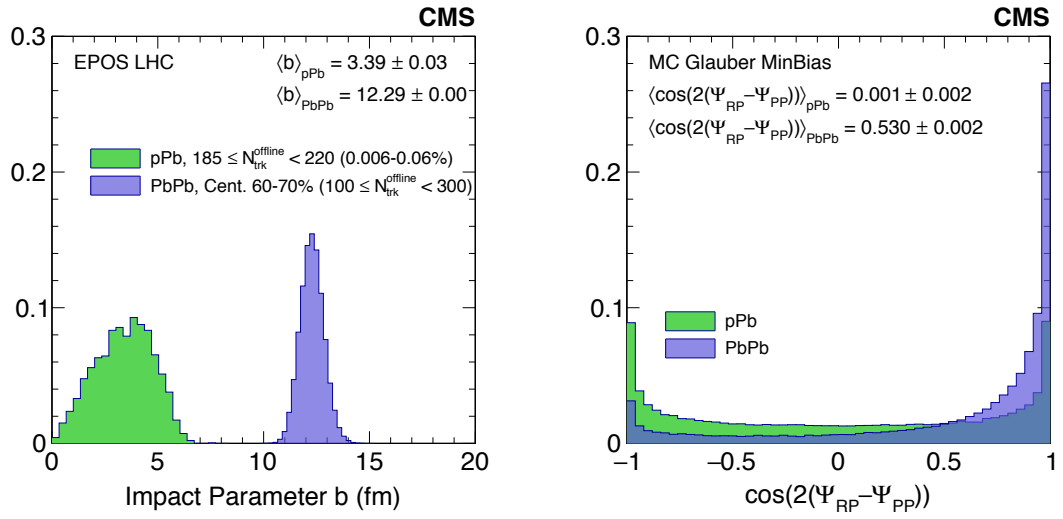 CMS
0.3
0.2
0.1
0
EPOS LHC
⟨b⟩pPb = 3.39 ± 0.03
⟨b⟩PbPb = 12.29 ± 0.00
pPb, 185 ≤ N_trk^offline < 220 (0.006-0.06%)
PbPb, Cent. 60-70% (100 ≤ N_trk^offline < 300)
0 5 10 15 20
Impact Parameter b (fm)
CMS
0.3
0.2
0.1
0
MC Glauber MinBias
⟨cos(2(Ψ_RP−Ψ_PP))⟩pPb = 0.001 ± 0.002
⟨cos(2(Ψ_RP−Ψ_PP))⟩PbPb = 0.530 ± 0.002
pPb
PbPb
−1 −0.5 0 0.5 1
cos(2(Ψ_RP−Ψ_PP))